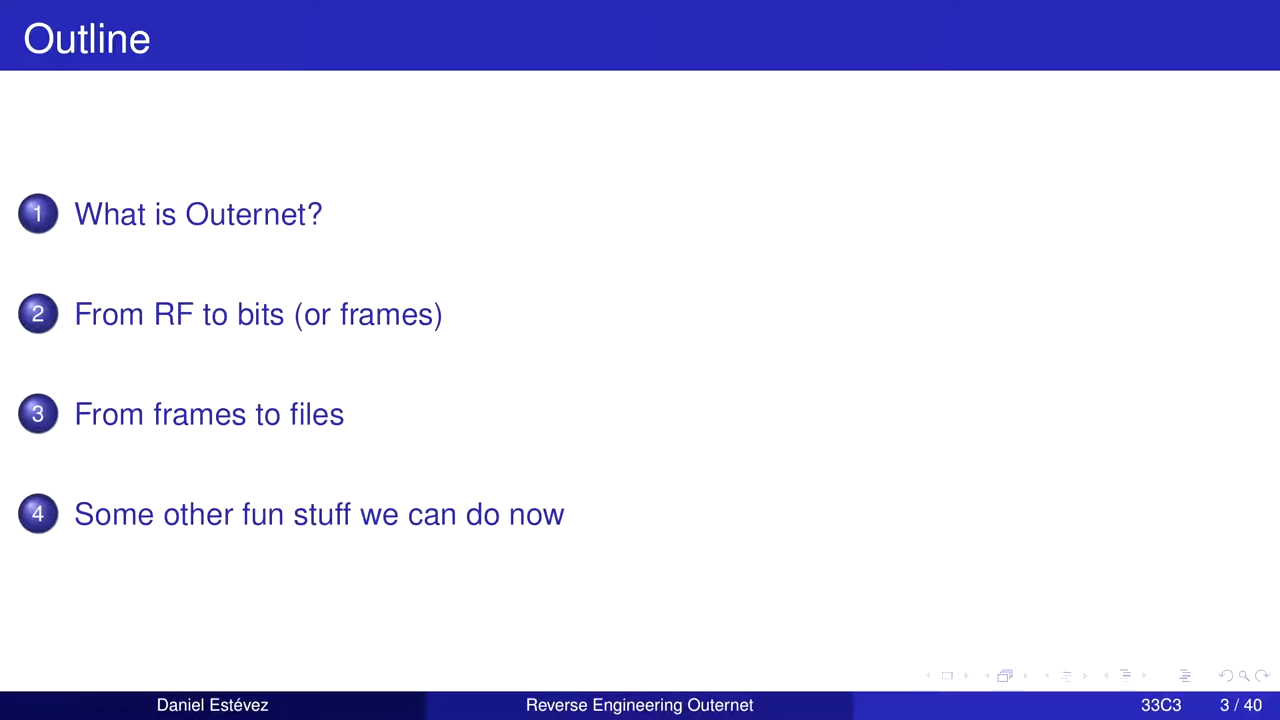 Outline
1 What is Outernet?
2 From RF to bits (or frames)
3 From frames to files
4 Some other fun stuff we can do now
Daniel Estévez Reverse Engineering Outernet 33C3 3 / 40